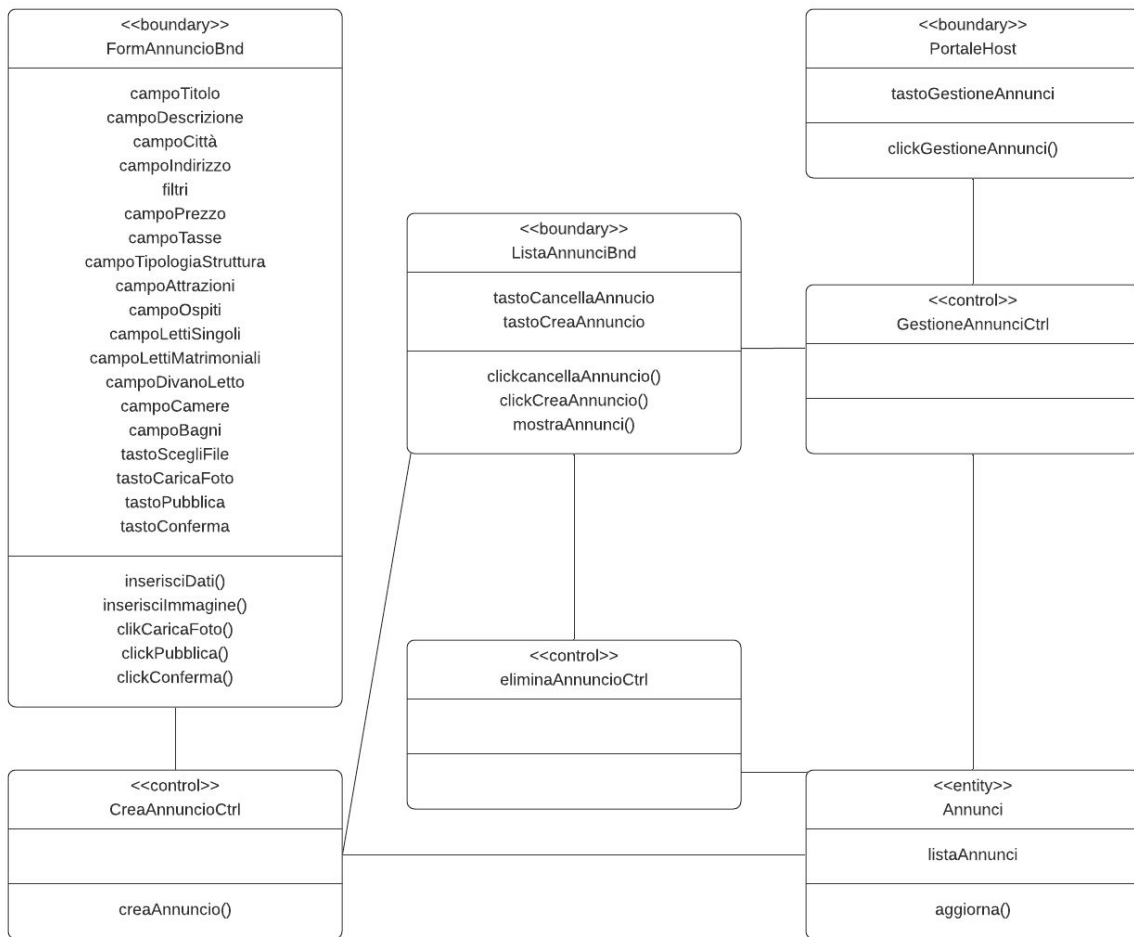 <<boundary>>
FormAnnuncioBnd
campoTitolo
campoDescrizione
campoCittà
campoIndirizzo
filtri
campoPrezzo
campoTasse
campoTipologiaStruttura
campoAttrazioni
campoOspiti
campoLettiSingoli
campoLettiMatrimoniali
campoDivanoLetto
campoCamere
campoBagni
tastoScegliFile
tastoCaricaFoto
tastoPubblica
tastoConferma
inserisciDati()
inserisciImmagine()
clikCaricaFoto()
clickPubblica()
clickConferma()
<<boundary>>
PortaleHost
tastoGestioneAnnunci
clickGestioneAnnunci()
<<boundary>>
ListaAnnunciBnd
tastoCancellaAnnucio
tastoCreaAnnuncio
clickcancellaAnnuncio()
clickCreaAnnuncio()
mostraAnnunci()
<<control>>
GestioneAnnunciCtrl
<<control>>
eliminaAnnuncioCtrl
<<control>>
CreaAnnuncioCtrl
creaAnnuncio()
<<entity>>
Annunci
listaAnnunci
aggiorna()